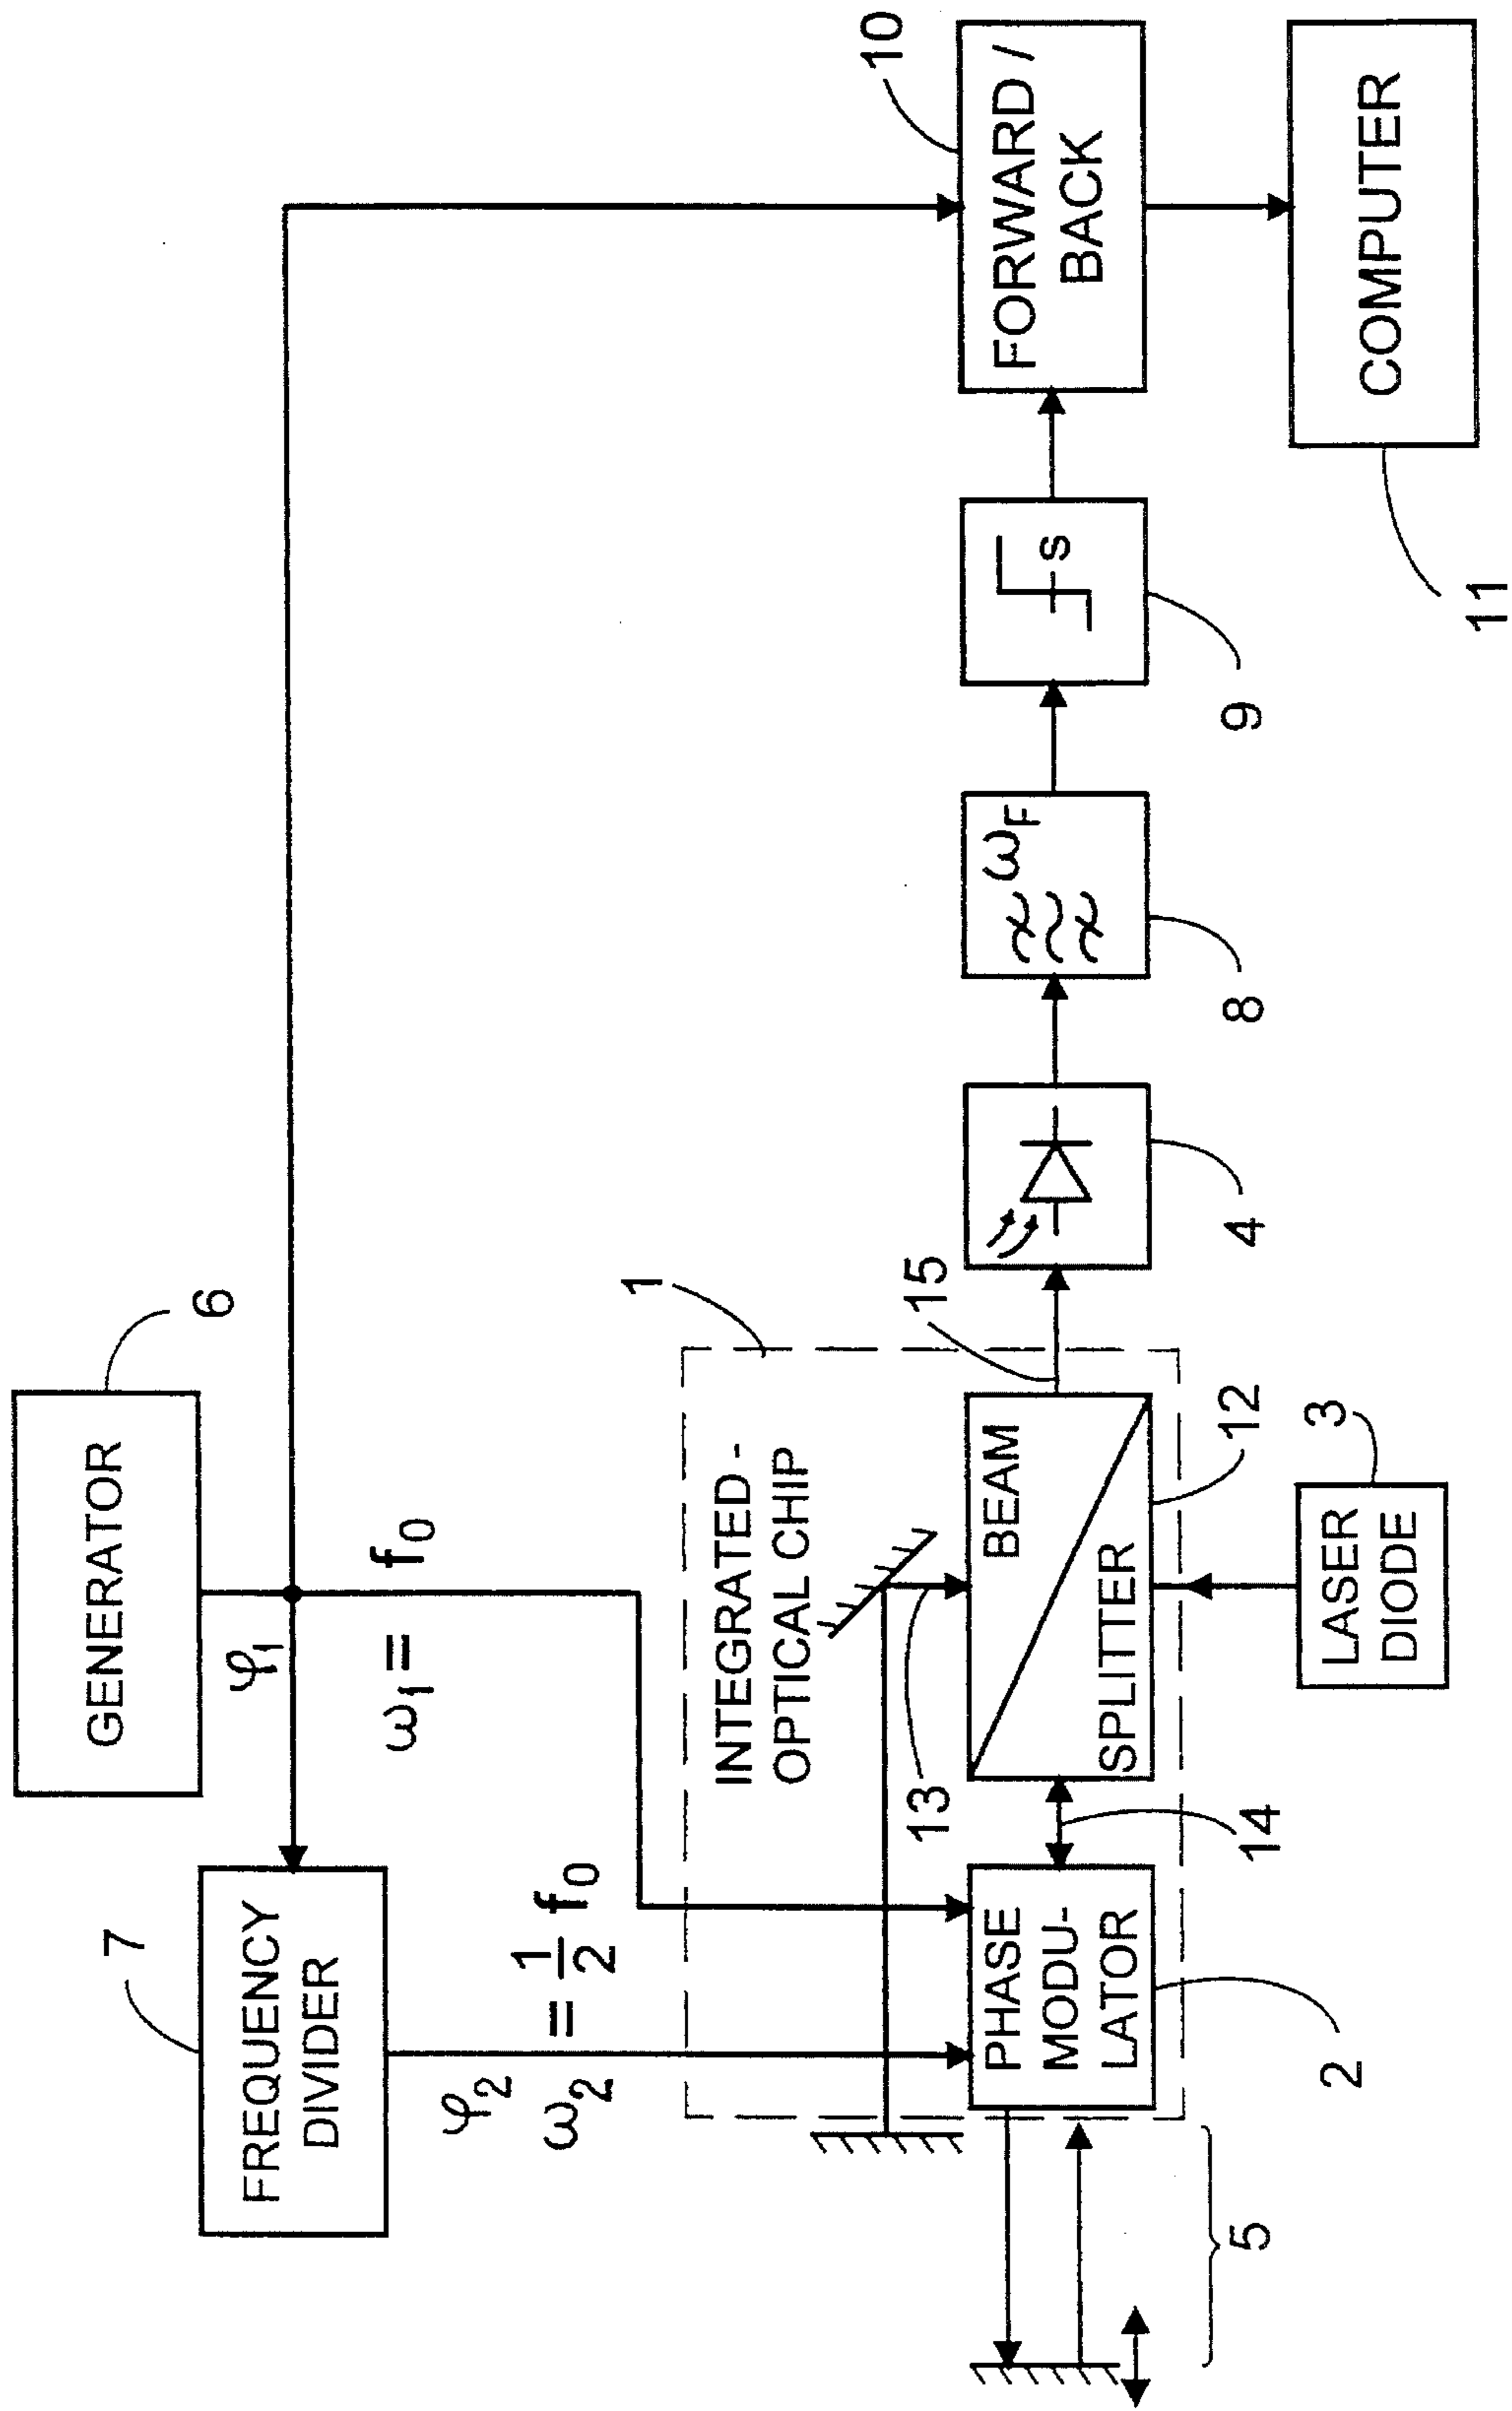 7
FREQUENCY
DIVIDER
GENERATOR
6
φ1
ω1 = f0
φ2
ω2 = 1/2 f0
INTEGRATED-
OPTICAL CHIP
1
13
15
PHASE
MODU-
LATOR
BEAM
SPLITTER
5
2
14
12
LASER
DIODE
3
4
ωF
8
S
9
10
FORWARD /
BACK
COMPUTER
11